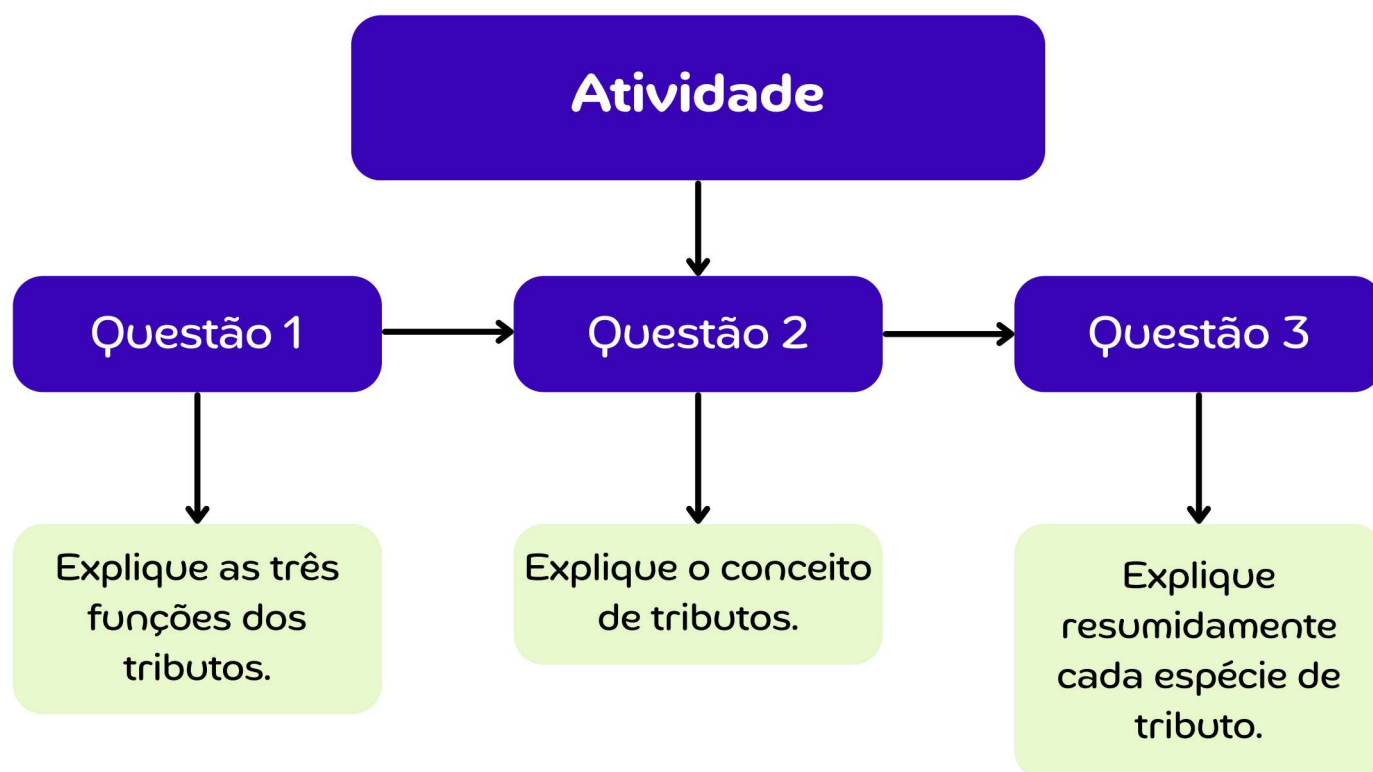 Atividade
Questão 1
Questão 2
Questão 3
Explique as três
funções dos
tributos.
Explique o conceito
de tributos.
Explique
resumidamente
cada espécie de
tributo.